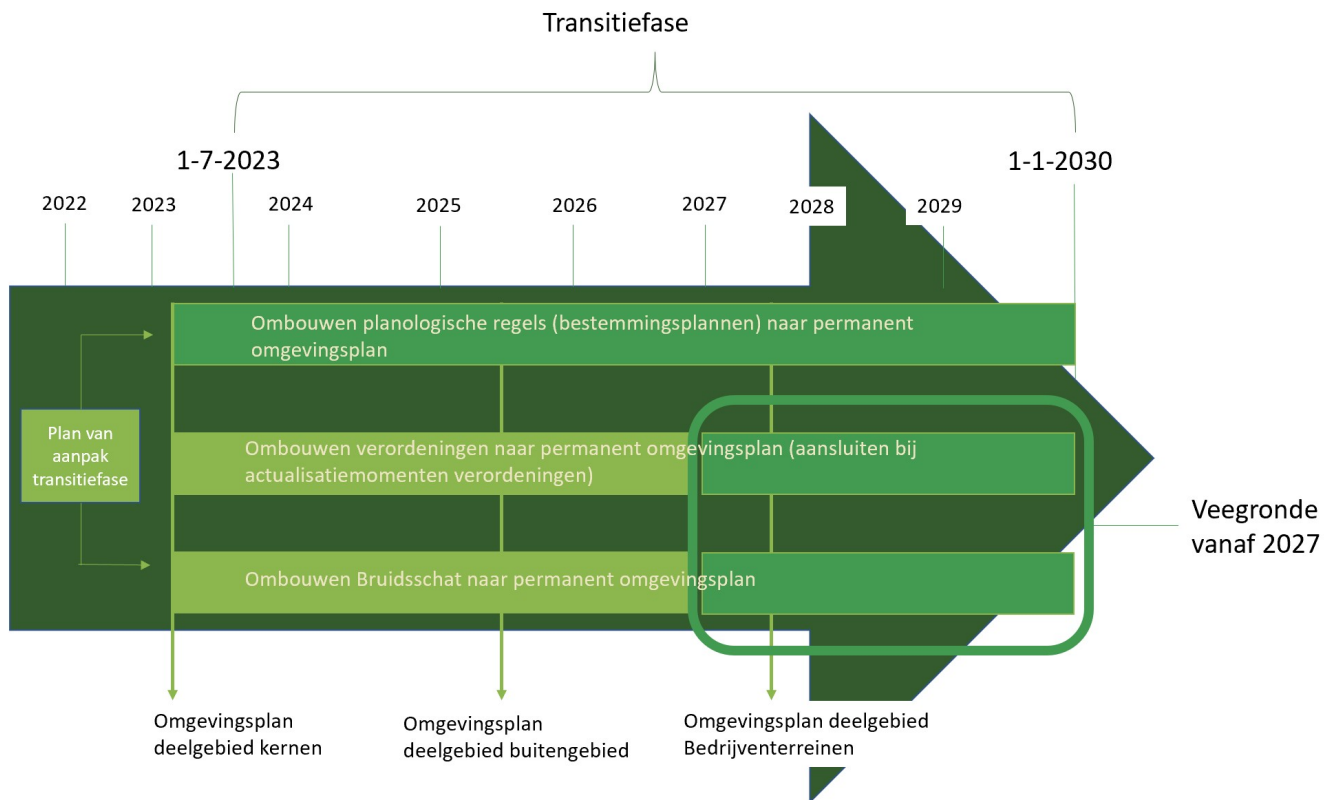 Transitiefase
1-7-2023
1-1-2030
2022
2023
2024
2025
2026
2027
2028
2029
Ombouwen planologische regels (bestemmingsplannen) naar permanent
omgevingsplan
Plan van
aanpak
transitiefase
Ombouwen verordeningen naar permanent omgevingsplan (aansluiten bij
actualisatiemomenten verordeningen)
Veegronde
vanaf 2027
Ombouwen Bruidsschat naar permanent omgevingsplan
Omgevingsplan
deelgebied kernen
Omgevingsplan
deelgebied buitengebied
Omgevingsplan deelgebied
Bedrijventerreinen